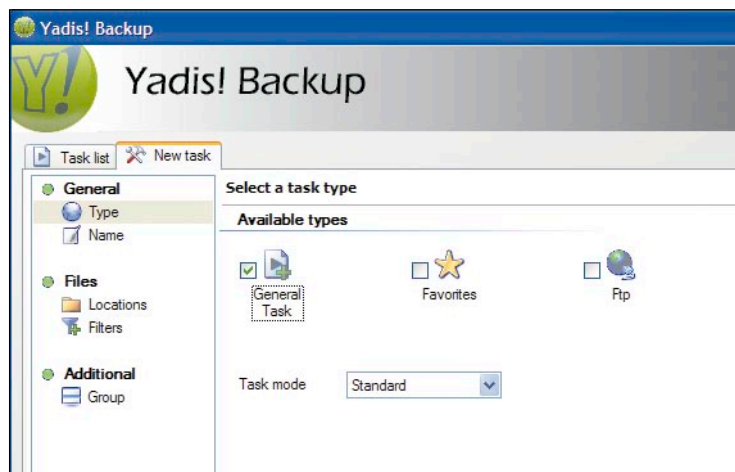 Yadis! Backup
Y!
Yadis! Backup
Task list
New task
General
Type
Name
Files
Locations
Filters
Additional
Group
Select a task type
Available types
General
Task
Favorites
Ftp
Task mode
Standard